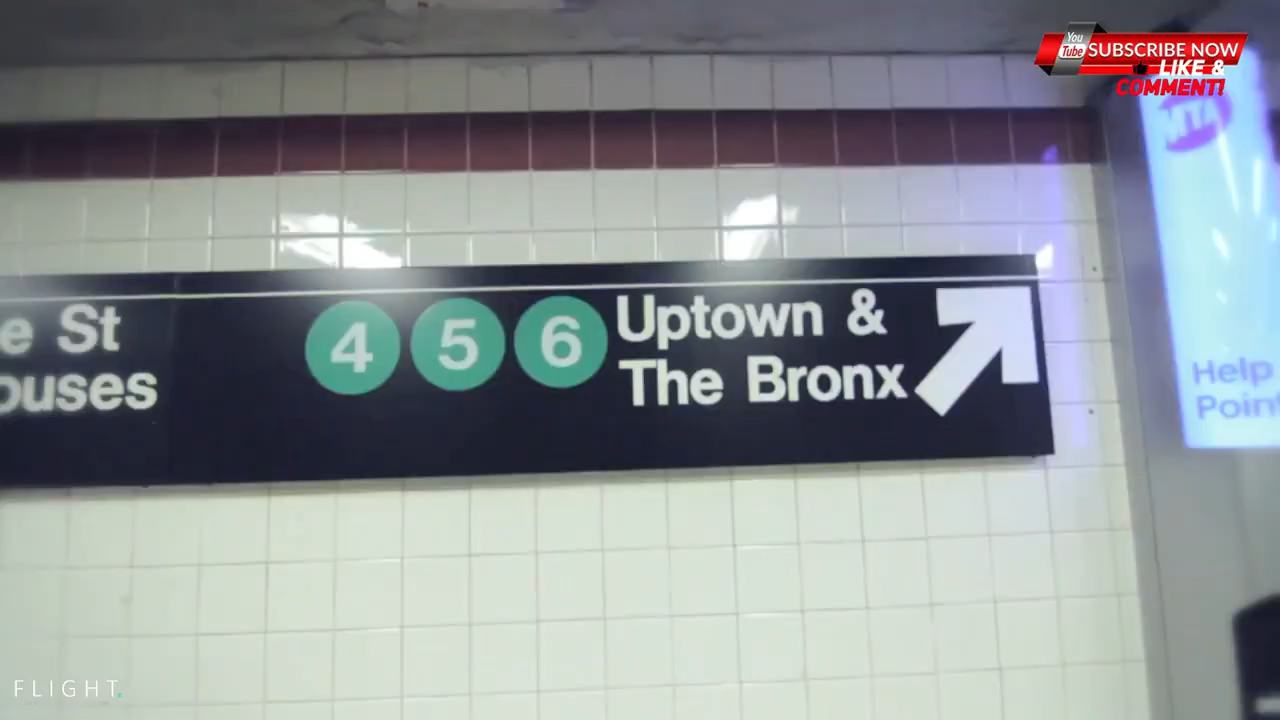 You
Tube
SUBSCRIBE NOW
LIKE &
COMMENT!
MTA
e St
ouses
4 5 6 Uptown &
The Bronx
Help
Point
FLIGHT.